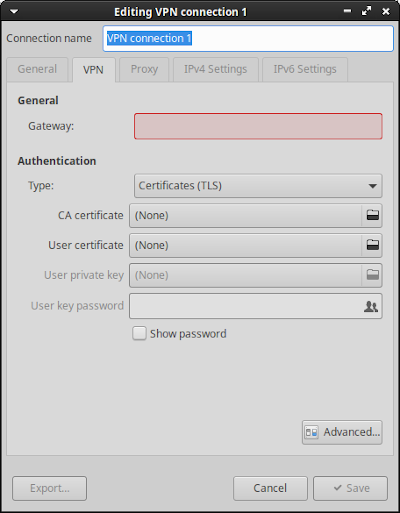 Editing VPN connection 1
Connection name VPN connection 1
General VPN Proxy IPv4 Settings IPv6 Settings
General
Gateway:
Authentication
Type: Certificates (TLS)
CA certificate (None)
User certificate (None)
User private key (None)
User key password
Show password
Advanced...
Export... Cancel Save